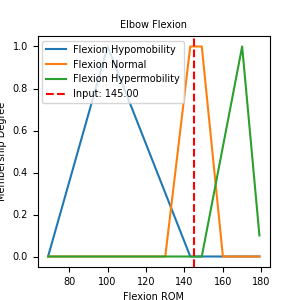 Elbow Flexion
Flexion Hypomobility
Flexion Normal
Flexion Hypermobility
Input: 145.00
Membership Degree
1.0
0.8
0.6
0.4
0.2
0.0
80 100 120 140 160 180
Flexion ROM